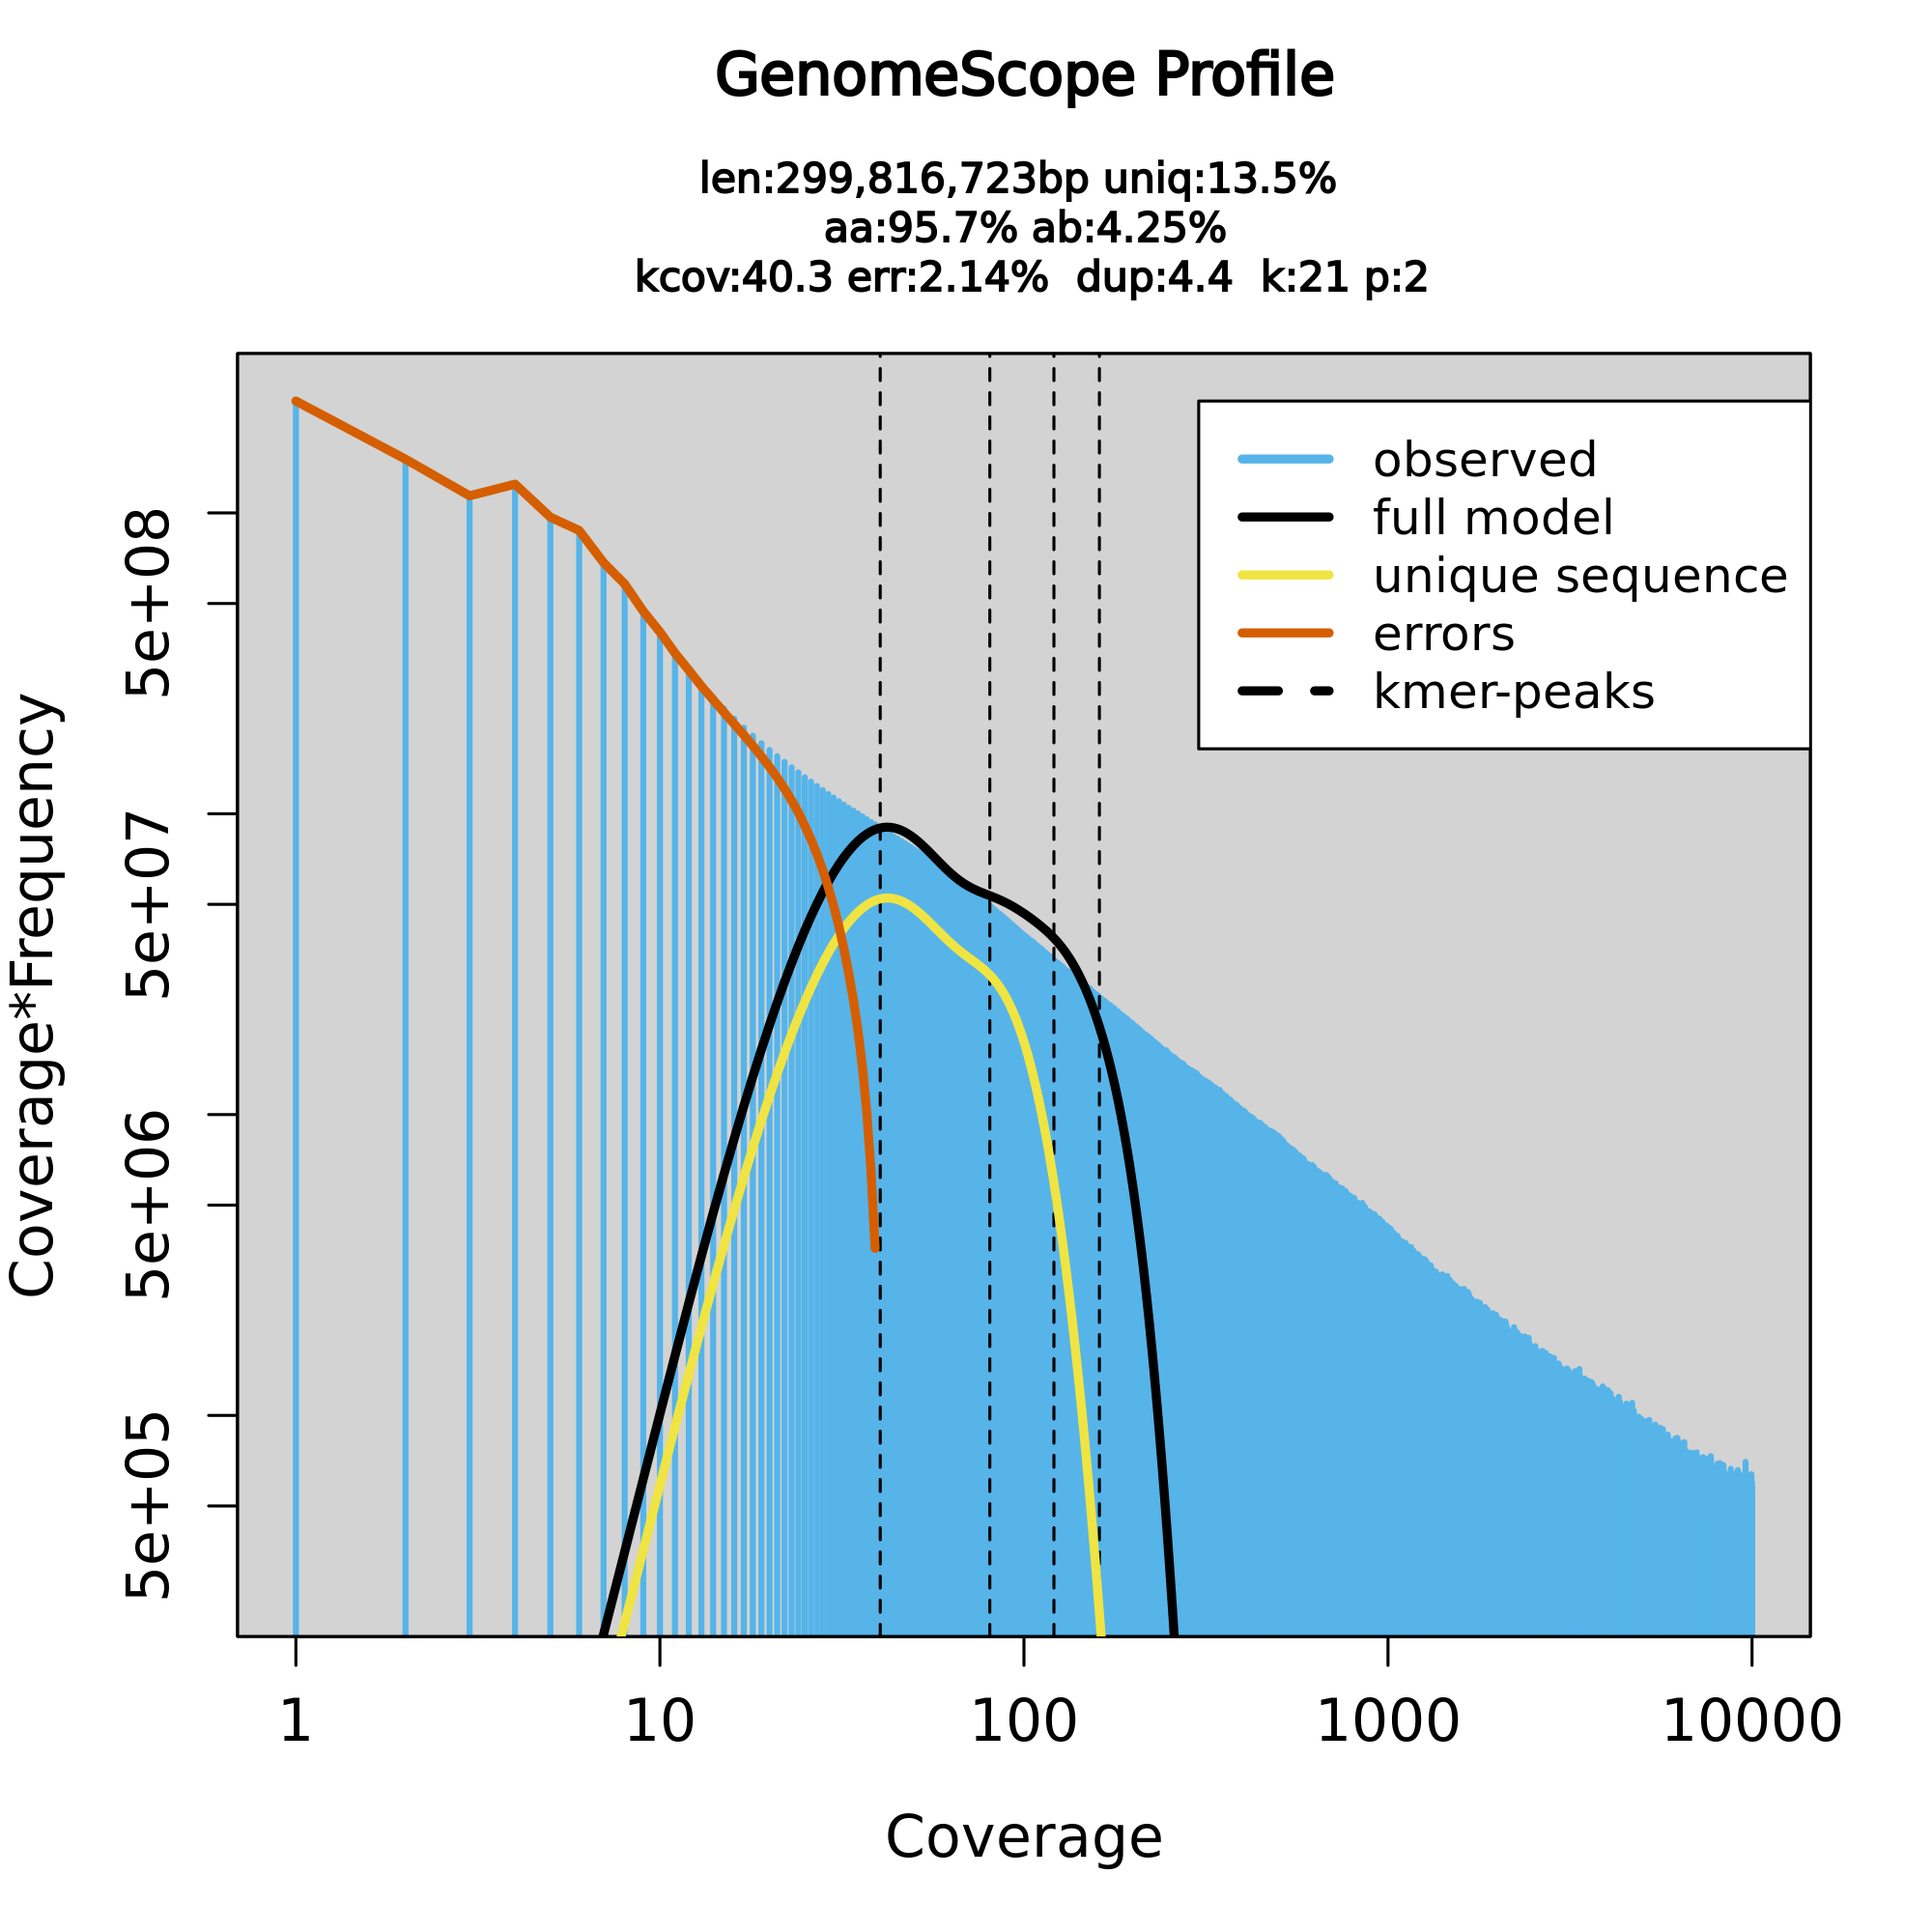 GenomeScope Profile
len:299,816,723bp uniq:13.5%
aa:95.7% ab:4.25%
kcov:40.3 err:2.14% dup:4.4 k:21 p:2
observed
full model
unique sequence
errors
kmer-peaks
Coverage*Frequency
5e+08
5e+07
5e+06
5e+05
1 10 100 1000 10000
Coverage